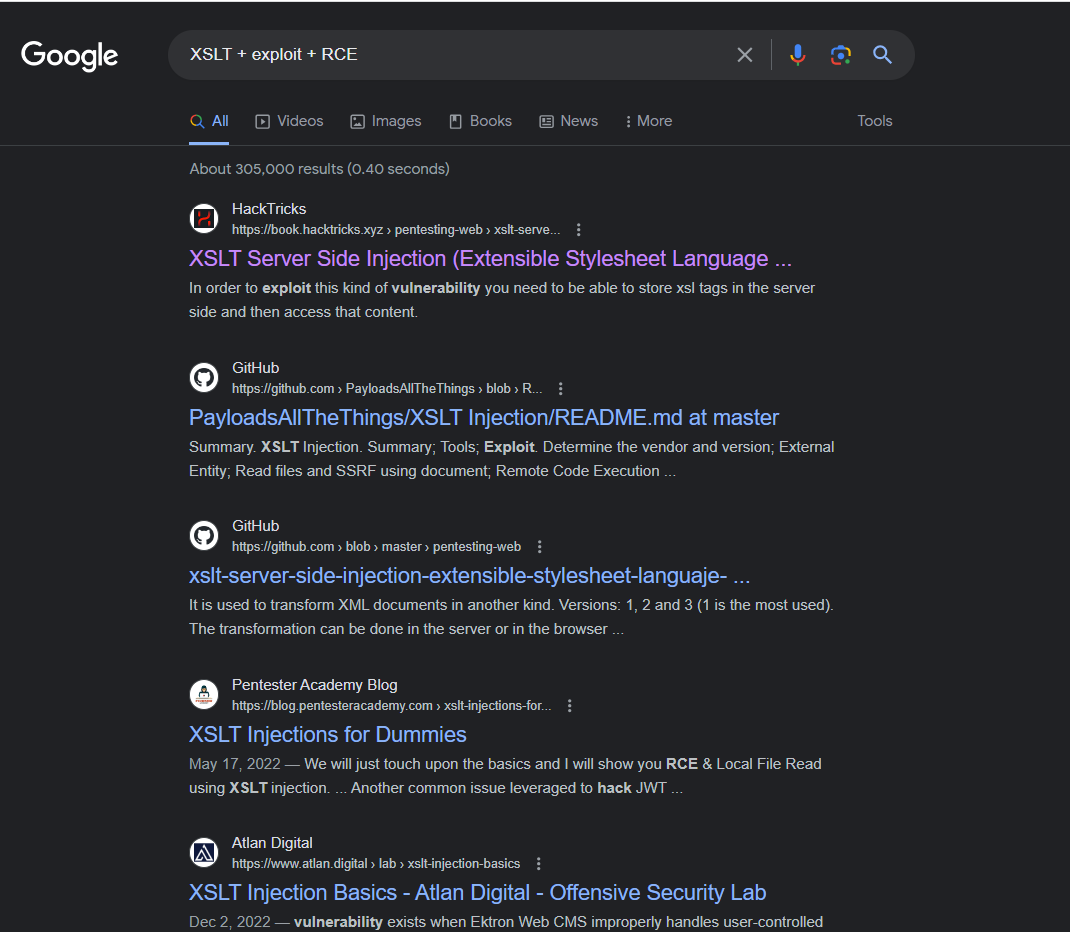 Google
XSLT + exploit + RCE
All Videos Images Books News More Tools
About 305,000 results (0.40 seconds)
HackTricks
https://book.hacktricks.xyz › pentesting-web › xslt-serve...
XSLT Server Side Injection (Extensible Stylesheet Language ...
In order to exploit this kind of vulnerability you need to be able to store xsl tags in the server
side and then access that content.
GitHub
https://github.com › PayloadsAllTheThings › blob › R...
PayloadsAllTheThings/XSLT Injection/README.md at master
Summary. XSLT Injection. Summary; Tools; Exploit. Determine the vendor and version; External
Entity; Read files and SSRF using document; Remote Code Execution ...
GitHub
https://github.com › blob › master › pentesting-web
xslt-server-side-injection-extensible-stylesheet-languaje- ...
It is used to transform XML documents in another kind. Versions: 1, 2 and 3 (1 is the most used).
The transformation can be done in the server or in the browser ...
Pentester Academy Blog
https://blog.pentesteracademy.com › xslt-injections-for...
XSLT Injections for Dummies
May 17, 2022 — We will just touch upon the basics and I will show you RCE & Local File Read
using XSLT injection. ... Another common issue leveraged to hack JWT ...
Atlan Digital
https://www.atlan.digital › lab › xslt-injection-basics
XSLT Injection Basics - Atlan Digital - Offensive Security Lab
Dec 2, 2022 — vulnerability exists when Ektron Web CMS improperly handles user-controlled